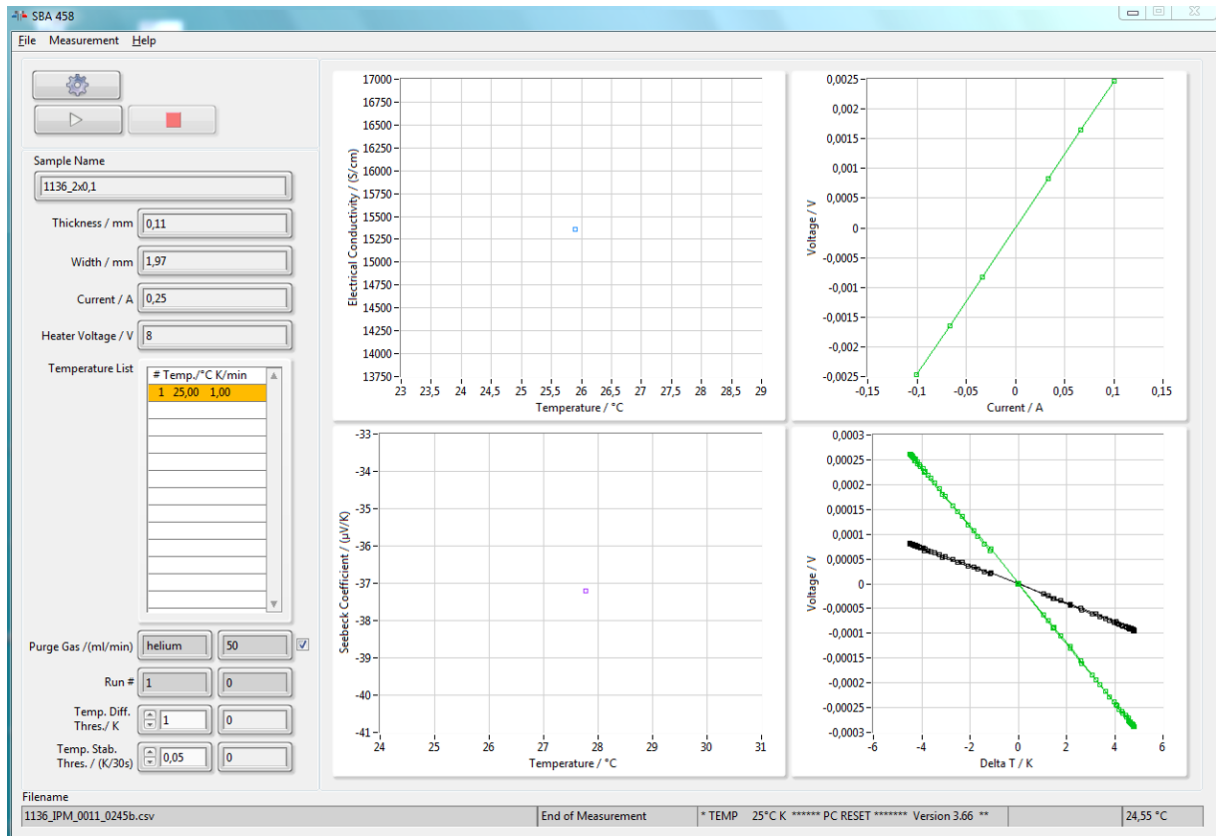 SBA 458
File Measurement Help
Sample Name
1136_2x0,1
Thickness / mm 0,11
Width / mm 1,97
Current / A 0,25
Heater Voltage / V 8
Temperature List
# Temp./°C K/min
1 25,00 1,00
Purge Gas /(ml/min) helium 50
Run # 1 0
Temp. Diff. Thres./ K 1 0
Temp. Stab. Thres. / (K/30s) 0,05 0
Electrical Conductivity / (S/cm)
17000
16750
16500
16250
16000
15750
15500
15250
15000
14750
14500
14250
14000
13750
23 23,5 24 24,5 25 25,5 26 26,5 27 27,5 28 28,5 29
Temperature / °C
Voltage / V
0,0025
0,002
0,0015
0,001
0,0005
0
-0,0005
-0,001
-0,0015
-0,002
-0,0025
-0,15 -0,1 -0,05 0 0,05 0,1 0,15
Current / A
Seebeck Coefficient / (µV/K)
-33
-34
-35
-36
-37
-38
-39
-40
-41
24 25 26 27 28 29 30 31
Temperature / °C
Voltage / V
0,0003
0,00025
0,0002
0,00015
0,0001
0,00005
0
-0,00005
-0,0001
-0,00015
-0,0002
-0,00025
-0,0003
-6 -4 -2 0 2 4 6
Delta T / K
Filename
1136_IPM_0011_0245b.csv End of Measurement * TEMP 25°C K ****** PC RESET ******* Version 3.66 ** 24,55 °C